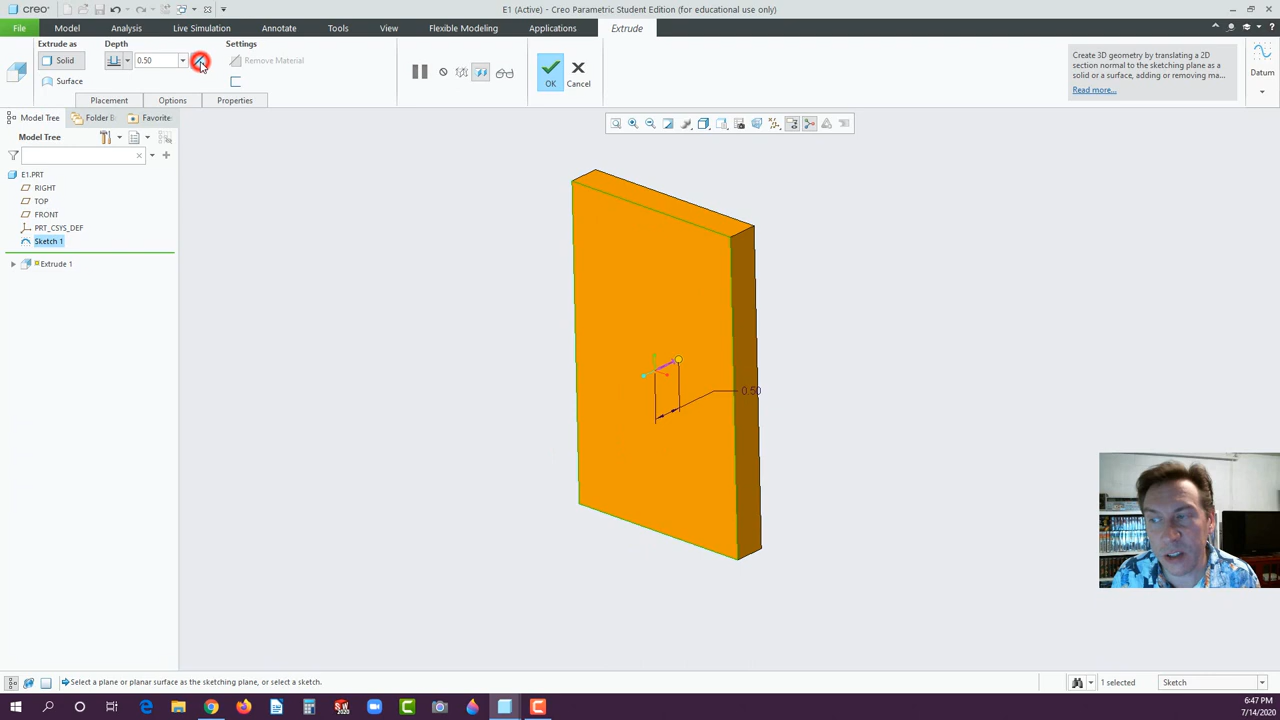 creo
E1 (Active) - Creo Parametric Student Edition (for educational use only)
File Model Analysis Live Simulation Annotate Tools View Flexible Modeling Applications Extrude
Extrude as Depth Settings
Solid 0.50 Remove Material
Surface
OK Cancel
Create 3D geometry by translating a 2D
section normal to the sketching plane as a
solid or a surface, adding or removing ma...
Read more...
Datum
Placement Options Properties
Model Tree Folder B Favorite
Model Tree
E1.PRT
RIGHT
TOP
FRONT
PRT_CSYS_DEF
Sketch 1
Extrude 1
0.50
Select a plane or planar surface as the sketching plane, or select a sketch.
1 selected Sketch
6:47 PM
7/14/2020